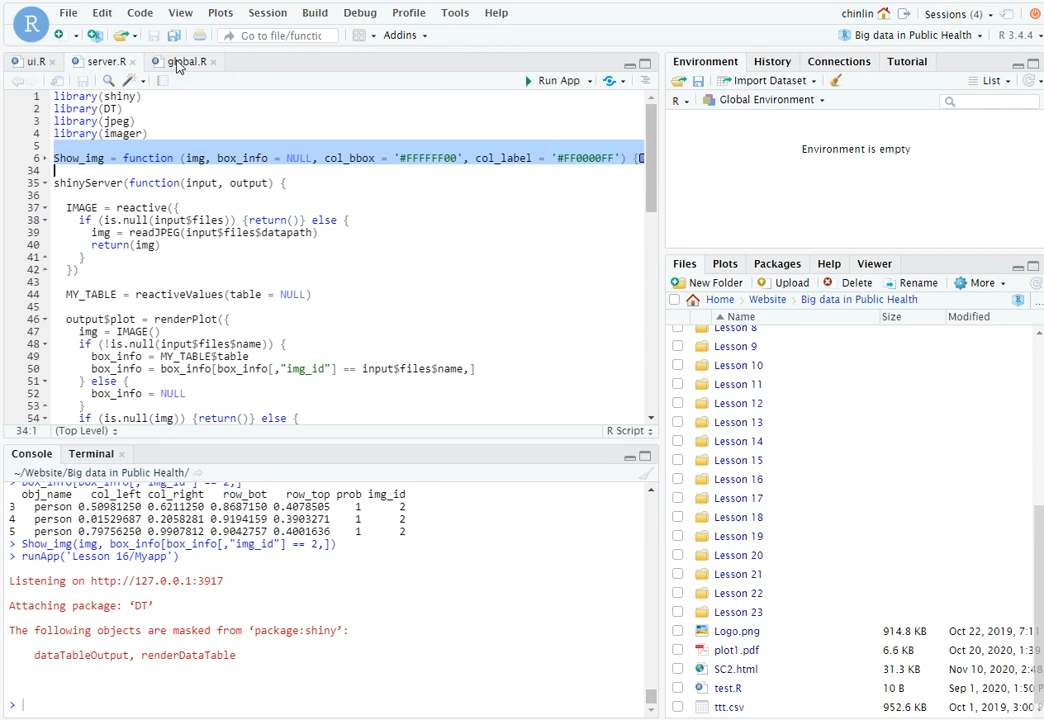 File Edit Code View Plots Session Build Debug Profile Tools Help
chinlin Sessions (4)
R Go to file/functic Addins Big data in Public Health R 3.4.4
ui.R server.R global.R
Run App
1 library(shiny)
2 library(DT)
3 library(jpeg)
4 library(imager)
5
6 Show_img = function (img, box_info = NULL, col_bbox = '#FFFFFF00', col_label = '#FF0000FF') {
34
35 shinyServer(function(input, output) {
36
37 IMAGE = reactive({
38 if (is.null(input$files)) {return()} else {
39 img = readJPEG(input$files$datapath)
40 return(img)
41 }
42 })
43
44 MY_TABLE = reactiveValues(table = NULL)
45
46 output$plot = renderPlot({
47 img = IMAGE()
48 if (!is.null(input$files$name)) {
49 box_info = MY_TABLE$table
50 box_info = box_info[box_info[,"img_id"] == input$files$name,]
51 } else {
52 box_info = NULL
53 }
54 if (is.null(img)) {return()} else {
34:1 (Top Level) R Script
Console Terminal
~/Website/Big data in Public Health/
> box_info[box_info[,"img_id"] == 2,]
obj_name col_left col_right row_bot row_top prob img_id
3 person 0.50981250 0.6211250 0.8687150 0.4078505 1 2
4 person 0.01529687 0.2058281 0.9194159 0.3903271 1 2
5 person 0.79756250 0.9907812 0.9042757 0.4001636 1 2
> Show_img(img, box_info[box_info[,"img_id"] == 2,])
> runApp('Lesson 16/Myapp')
Listening on http://127.0.0.1:3917
Attaching package: ‘DT’
The following objects are masked from ‘package:shiny’:
dataTableOutput, renderDataTable
>
Environment History Connections Tutorial
Import Dataset List
R Global Environment
Environment is empty
Files Plots Packages Help Viewer
New Folder Upload Delete Rename More
Home Website Big data in Public Health ...
Name Size Modified
Lesson 8
Lesson 9
Lesson 10
Lesson 11
Lesson 12
Lesson 13
Lesson 14
Lesson 15
Lesson 16
Lesson 17
Lesson 18
Lesson 19
Lesson 20
Lesson 21
Lesson 22
Lesson 23
Logo.png 914.8 KB Oct 22, 2019, 7:11
plot1.pdf 6.6 KB Oct 20, 2020, 1:39
SC2.html 31.3 KB Nov 10, 2020, 2:48
test.R 10 B Sep 1, 2020, 5:30
ttt.csv 952.6 KB Oct 1, 2019, 3:00